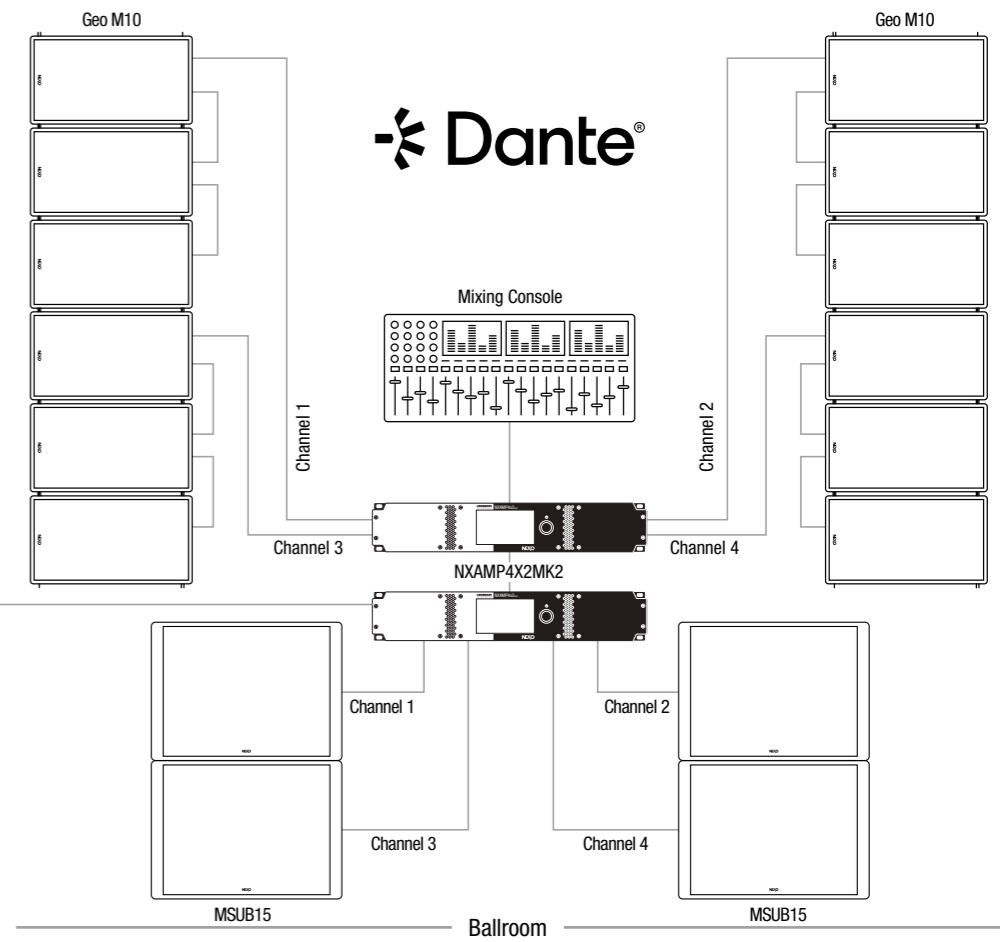 Geo M10
Geo M10
Dante®
Mixing Console
Channel 1
Channel 2
Channel 3
Channel 4
NXAMP4X2MK2
Channel 1
Channel 2
Channel 3
Channel 4
MSUB15
MSUB15
Ballroom